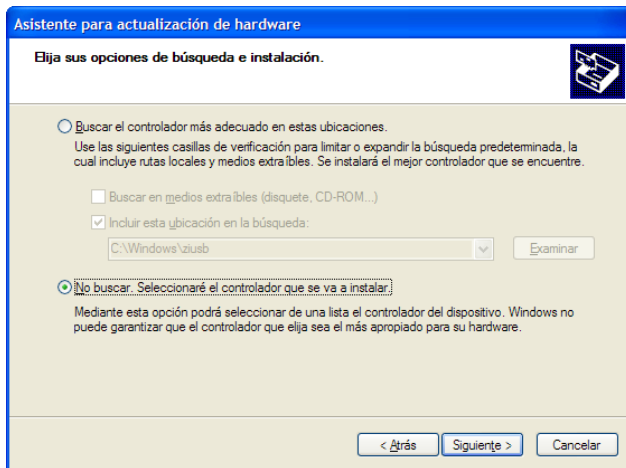 Asistente para actualización de hardware
Elija sus opciones de búsqueda e instalación.
Buscar el controlador más adecuado en estas ubicaciones.
Use las siguientes casillas de verificación para limitar o expandir la búsqueda predeterminada, la
cual incluye rutas locales y medios extraíbles. Se instalará el mejor controlador que se encuentre.
Buscar en medios extraíbles (disquete, CD-ROM...)
Incluir esta ubicación en la búsqueda:
C:\Windows\ziusb
Examinar
No buscar. Seleccionaré el controlador que se va a instalar.
Mediante esta opción podrá seleccionar de una lista el controlador del dispositivo. Windows no
puede garantizar que el controlador que elija sea el más apropiado para su hardware.
< Atrás Siguiente > Cancelar